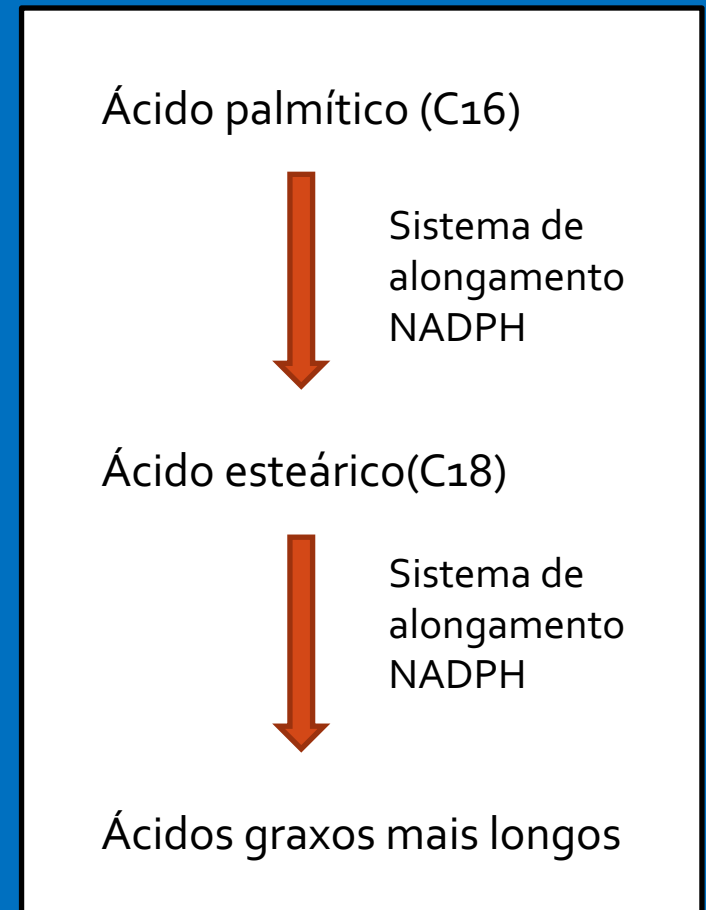 Ácido palmítico (C16)
Sistema de
alongamento
NADPH
Ácido esteárico(C18)
Sistema de
alongamento
NADPH
Ácidos graxos mais longos